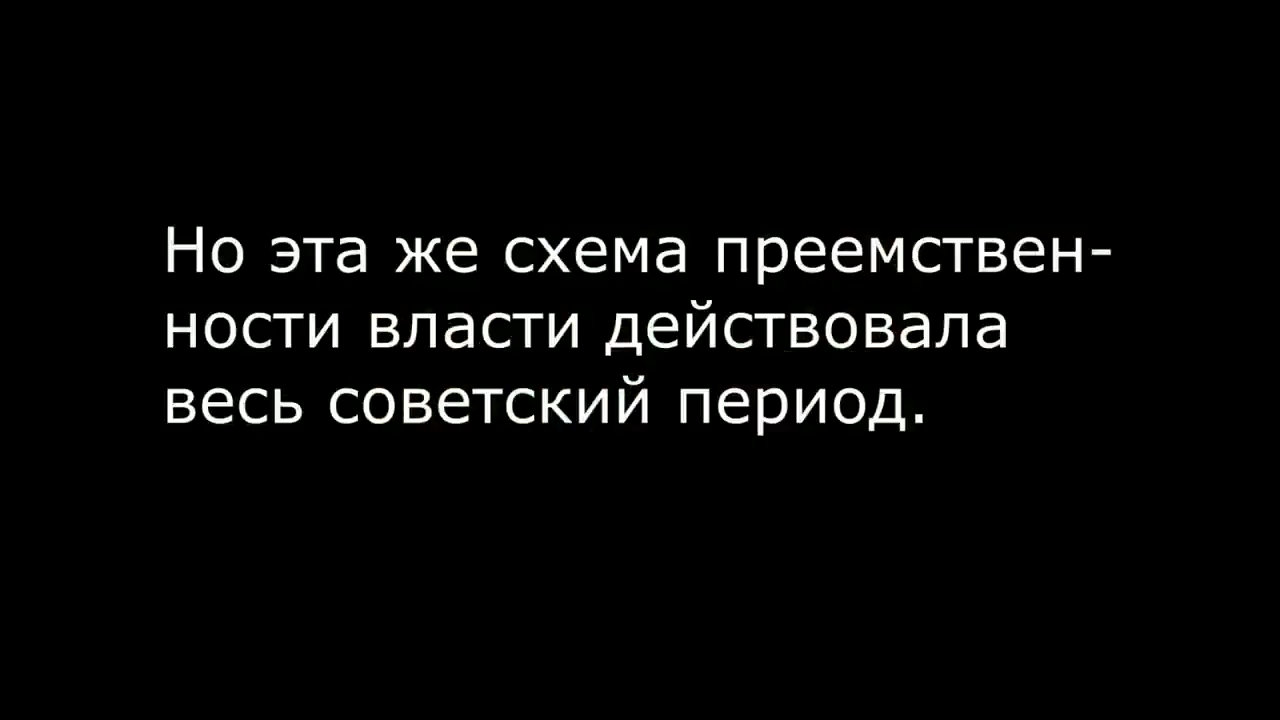 Но эта же схема преемствен-
ности власти действовала
весь советский период.